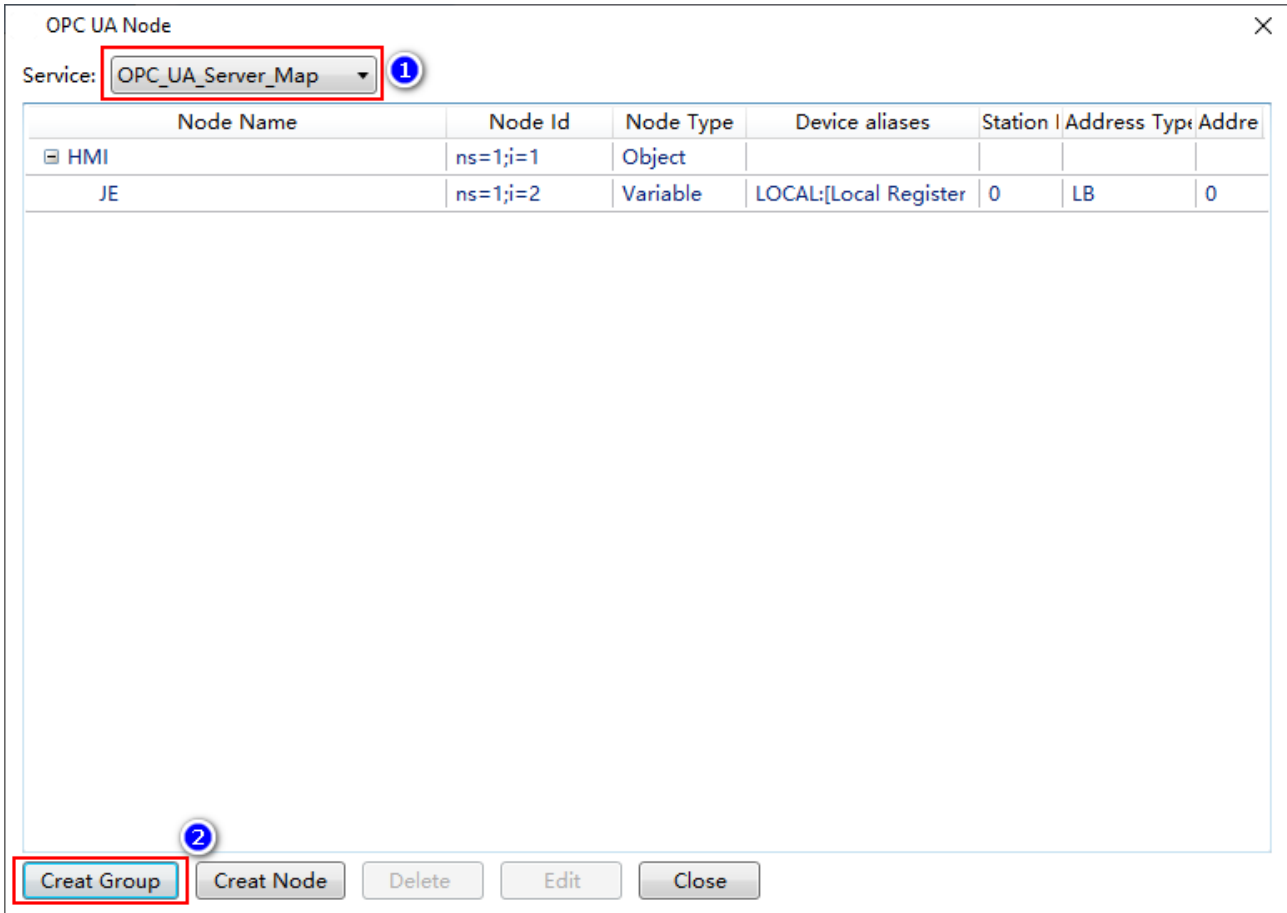 OPC UA Node
Service: OPC_UA_Server_Map 1
Node Name Node Id Node Type Device aliases Station I Address Type Addre
HMI ns=1;i=1 Object
JE ns=1;i=2 Variable LOCAL:[Local Register 0 LB 0
2
Creat Group Creat Node Delete Edit Close